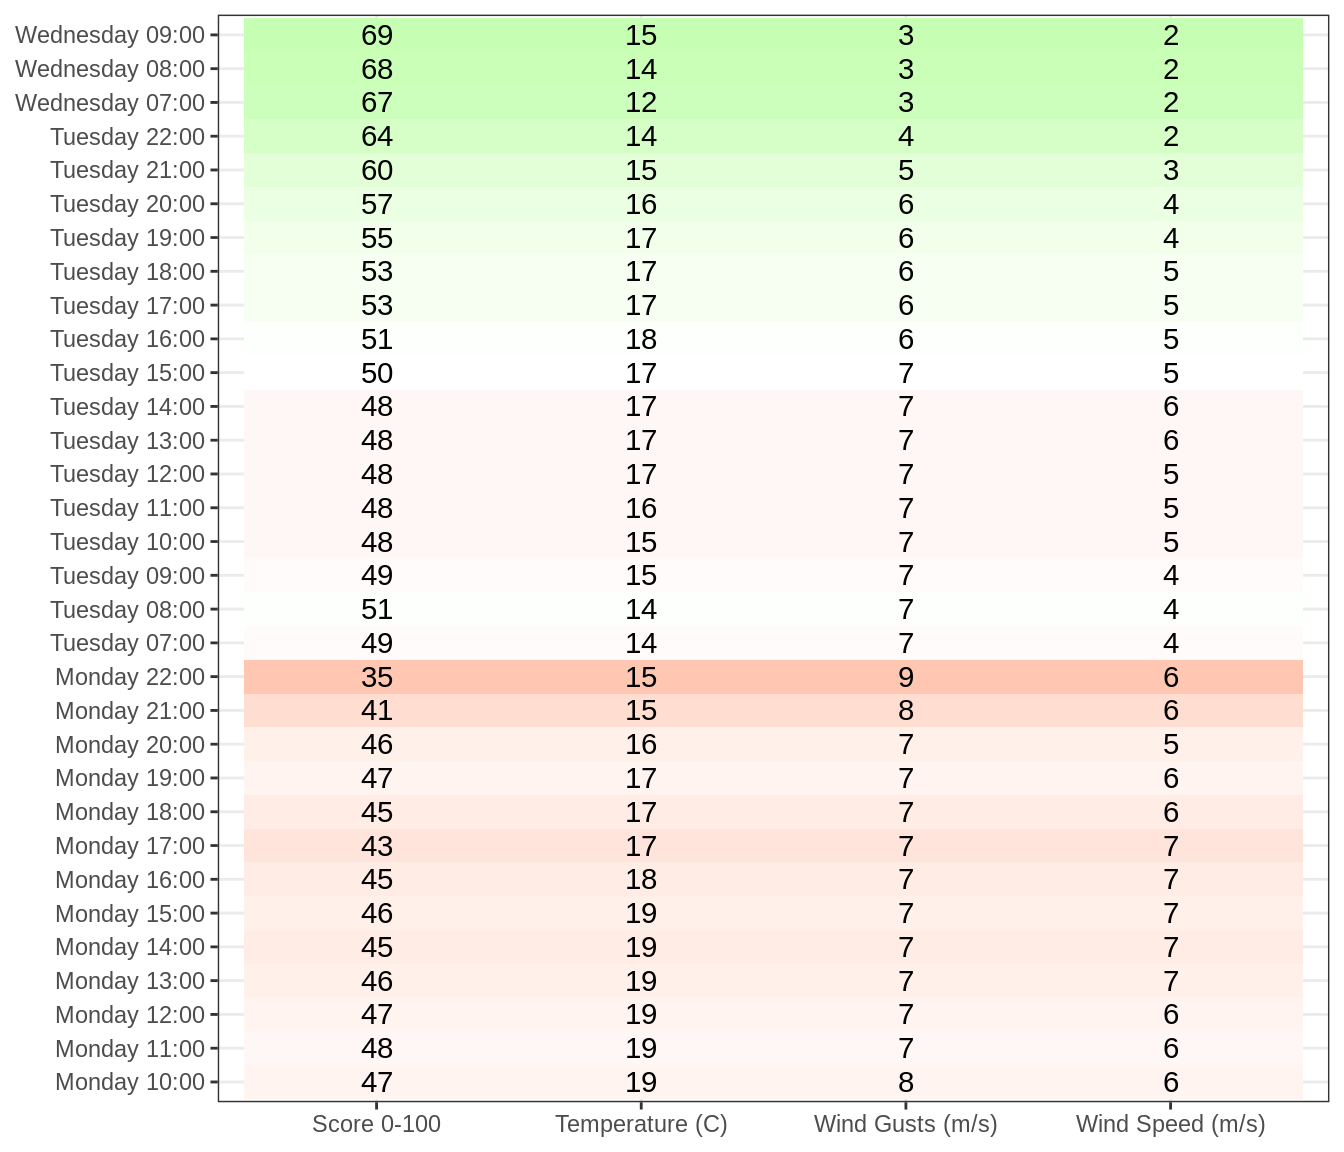 Wednesday 09:00 69 15 3 2
Wednesday 08:00 68 14 3 2
Wednesday 07:00 67 12 3 2
Tuesday 22:00 64 14 4 2
Tuesday 21:00 60 15 5 3
Tuesday 20:00 57 16 6 4
Tuesday 19:00 55 17 6 4
Tuesday 18:00 53 17 6 5
Tuesday 17:00 53 17 6 5
Tuesday 16:00 51 18 6 5
Tuesday 15:00 50 17 7 5
Tuesday 14:00 48 17 7 6
Tuesday 13:00 48 17 7 6
Tuesday 12:00 48 17 7 5
Tuesday 11:00 48 16 7 5
Tuesday 10:00 48 15 7 5
Tuesday 09:00 49 15 7 4
Tuesday 08:00 51 14 7 4
Tuesday 07:00 49 14 7 4
Monday 22:00 35 15 9 6
Monday 21:00 41 15 8 6
Monday 20:00 46 16 7 5
Monday 19:00 47 17 7 6
Monday 18:00 45 17 7 6
Monday 17:00 43 17 7 7
Monday 16:00 45 18 7 7
Monday 15:00 46 19 7 7
Monday 14:00 45 19 7 7
Monday 13:00 46 19 7 7
Monday 12:00 47 19 7 6
Monday 11:00 48 19 7 6
Monday 10:00 47 19 8 6
Score 0-100 Temperature (C) Wind Gusts (m/s) Wind Speed (m/s)